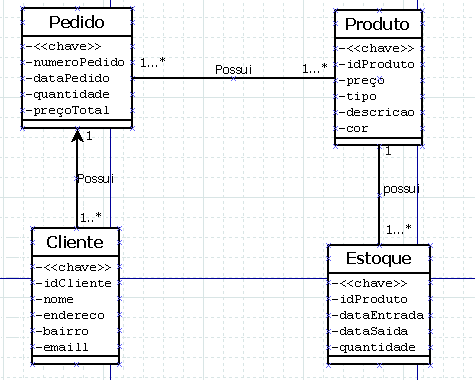 Pedido
-<<chave>>
-numeroPedido
-dataPedido
-quantidade
-preçoTotal
1...*
Possui
1..*
Produto
-<<chave>>
-idProduto
-preço
-tipo
-descricao
-cor
1
Possui
1..*
1
possui
1...*
Cliente
-<<chave>>
-idCliente
-nome
-endereco
-bairro
-emaill
Estoque
-<<chave>>
-idProduto
-dataEntrada
-dataSaida
-quantidade